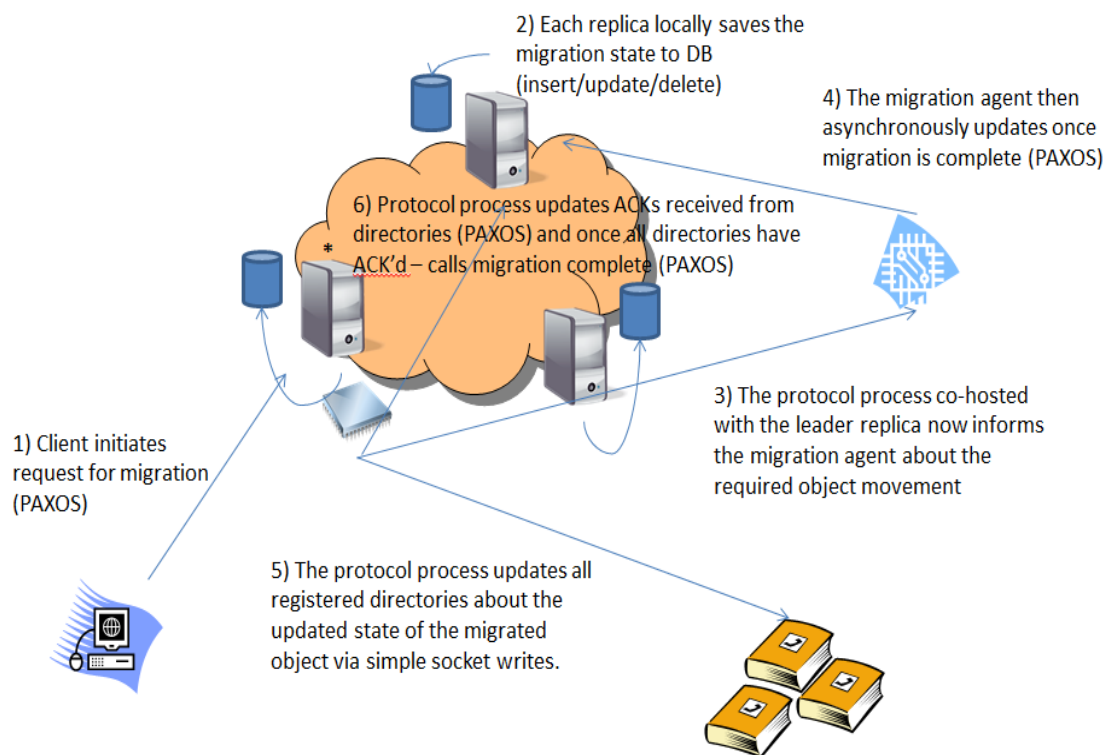 2) Each replica locally saves the
migration state to DB
(insert/update/delete)
4) The migration agent then
asynchronously updates once
migration is complete (PAXOS)
6) Protocol process updates ACKs received from
directories (PAXOS) and once all directories have
*
ACK'd – calls migration complete (PAXOS)
3) The protocol process co-hosted
with the leader replica now informs
the migration agent about the
required object movement
1) Client initiates
request for migration
(PAXOS)
5) The protocol process updates all
registered directories about the
updated state of the migrated
object via simple socket writes.